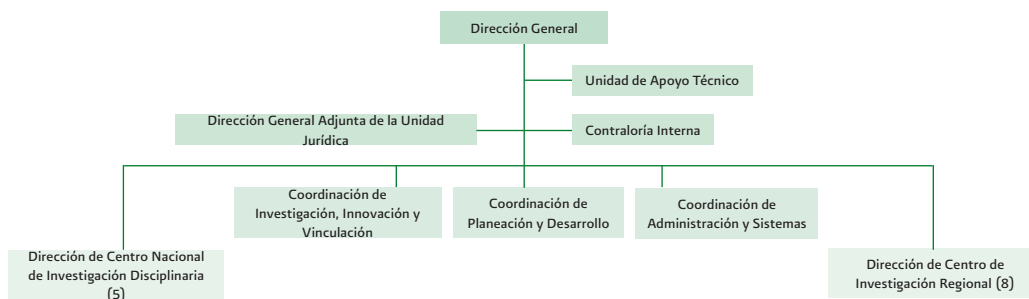 Dirección General
Unidad de Apoyo Técnico
Dirección General Adjunta de la Unidad
Jurídica
Contraloría Interna
Coordinación de
Investigación, Innovación y
Vinculación
Coordinación de
Planeación y Desarrollo
Coordinación de
Administración y Sistemas
Dirección de Centro Nacional
de Investigación Disciplinaria
(5)
Dirección de Centro de
Investigación Regional (8)